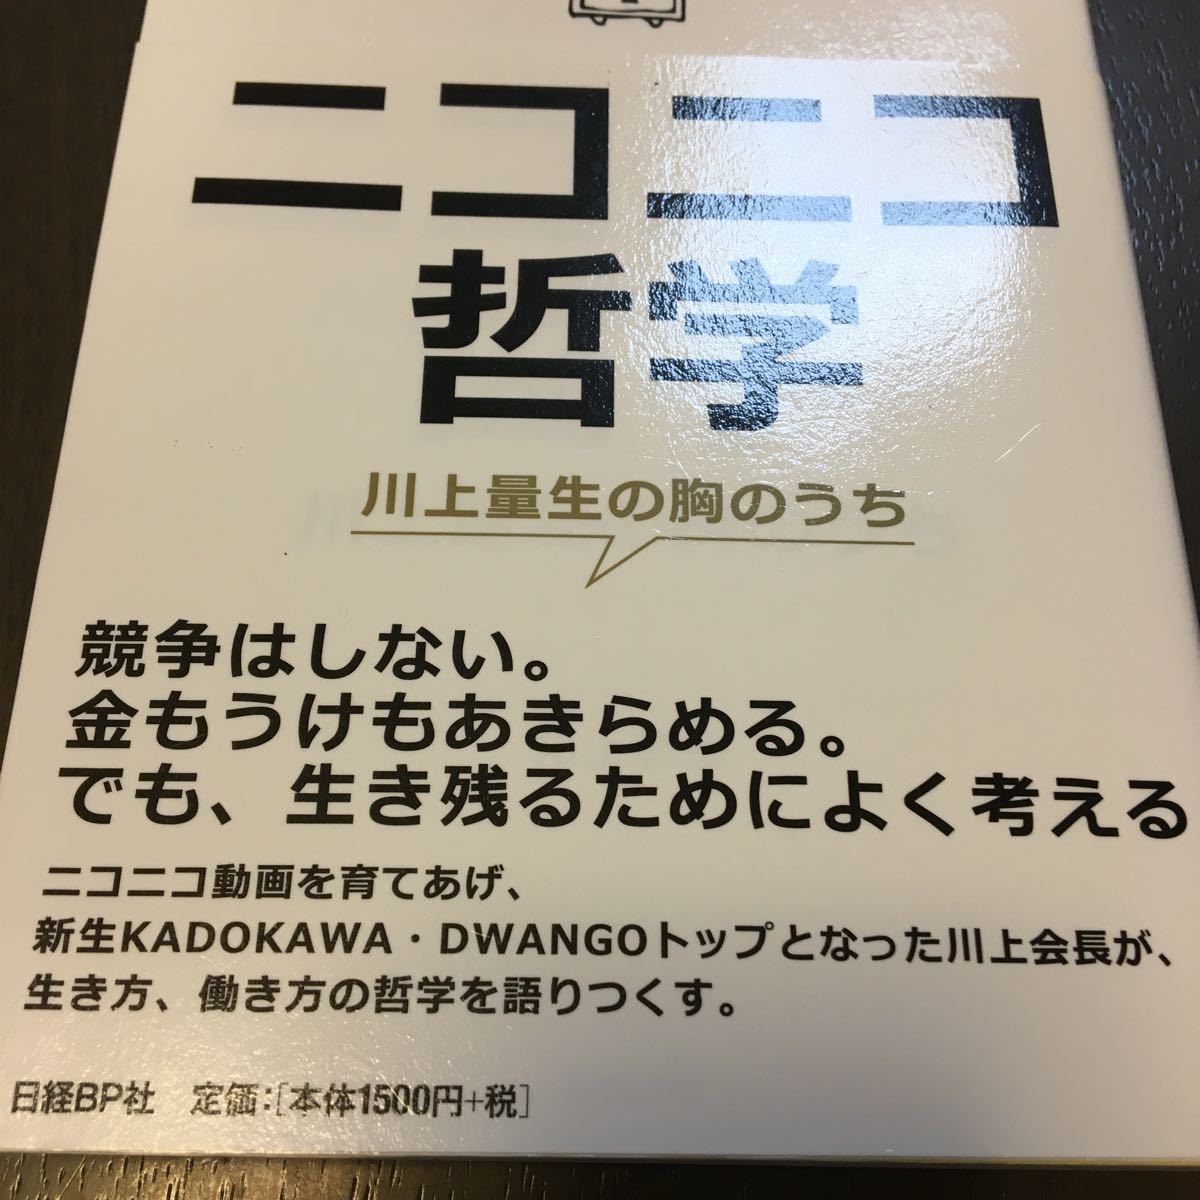 ニコニコ
哲学
川上量生の胸のうち
競争はしない。
金もうけもあきらめる。
でも、生き残るためによく考える
ニコニコ動画を育てあげ、
新生KADOKAWA・DWANGOトップとなった川上会長が、
生き方、働き方の哲学を語りつくす。
日経BP社 定価:[本体1500円+税]